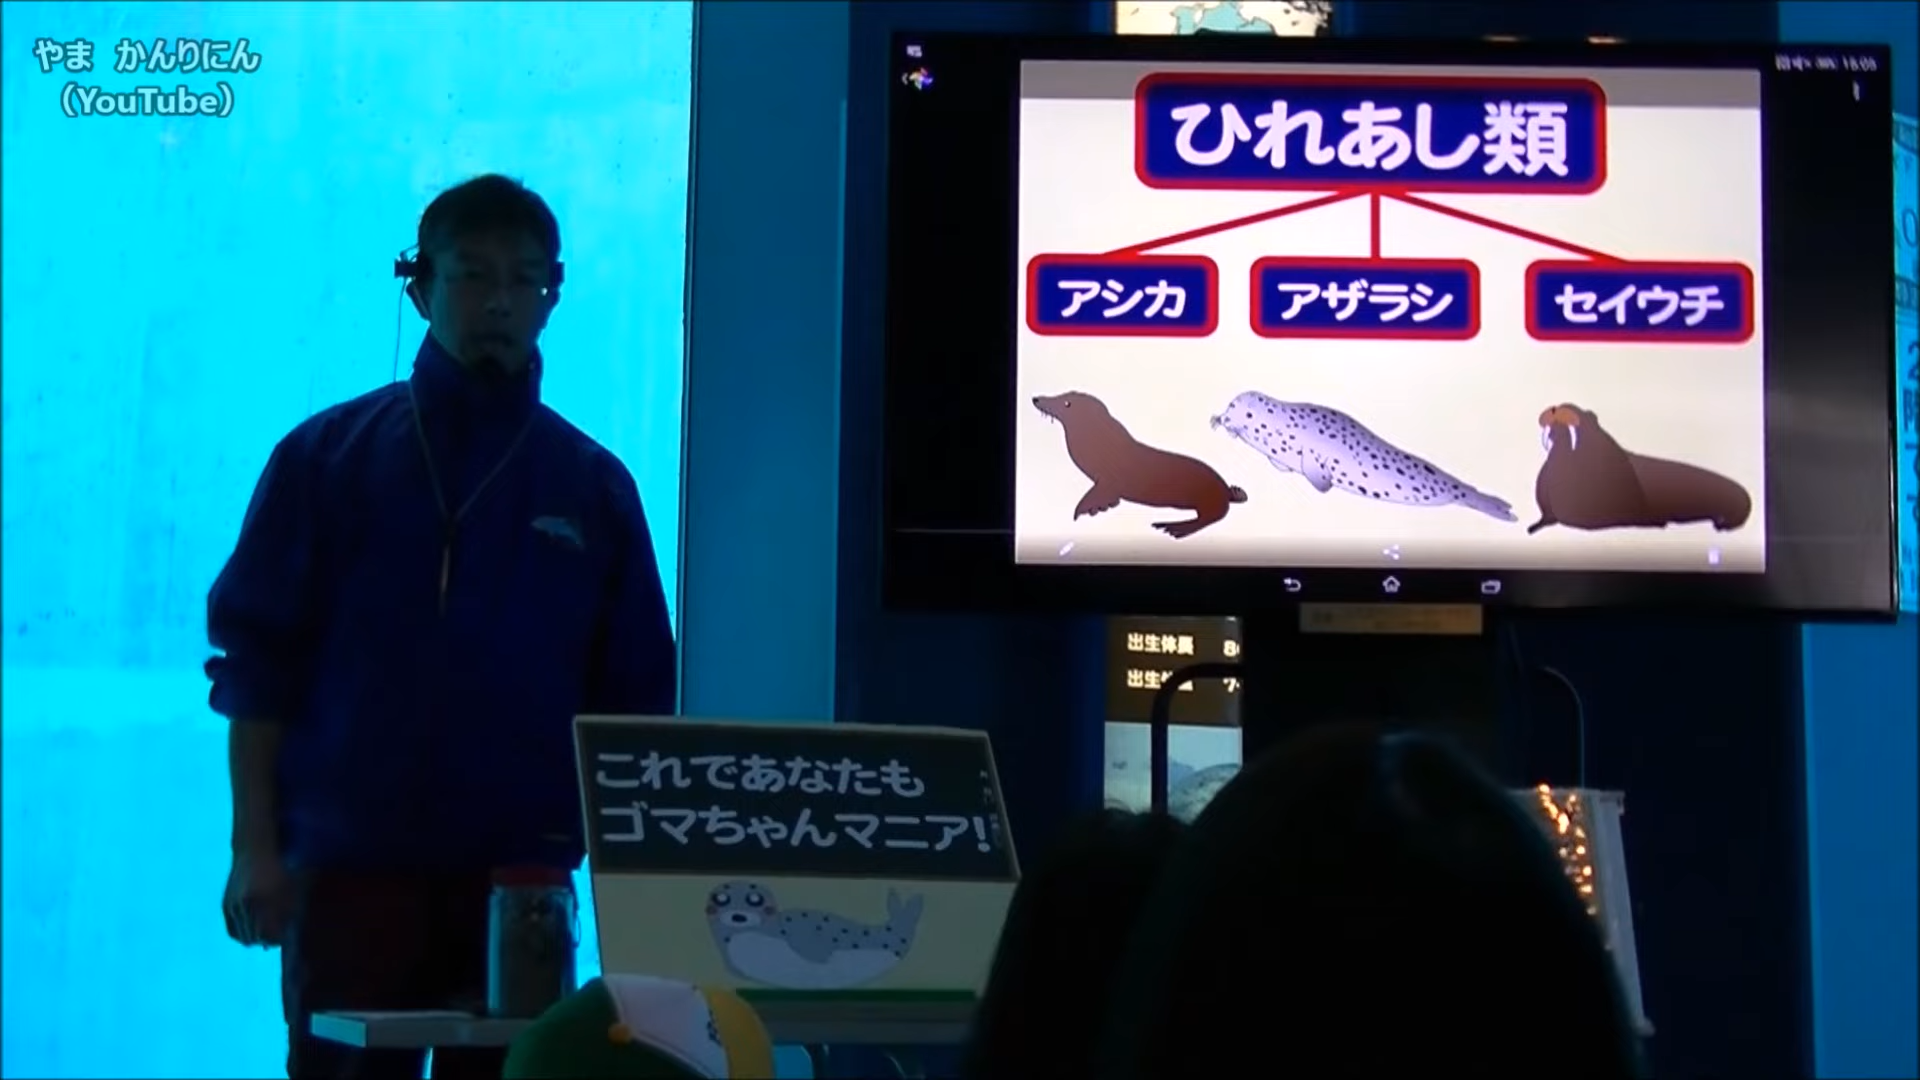 やま かんりにん
（YouTube）
ひれあし類
アシカ
アザラシ
セイウチ
出生体長
出生
これであなたも
ゴマちゃんマニア!